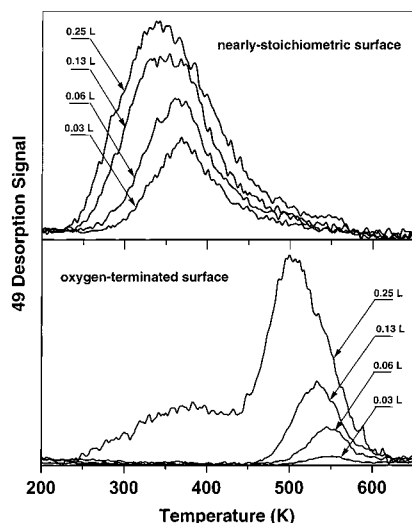 nearly-stoichiometric surface
0.25 L
0.13 L
0.06 L
0.03 L
49 Desorption Signal
oxygen-terminated surface
0.25 L
0.13 L
0.06 L
0.03 L
200 300 400 500 600
Temperature (K)